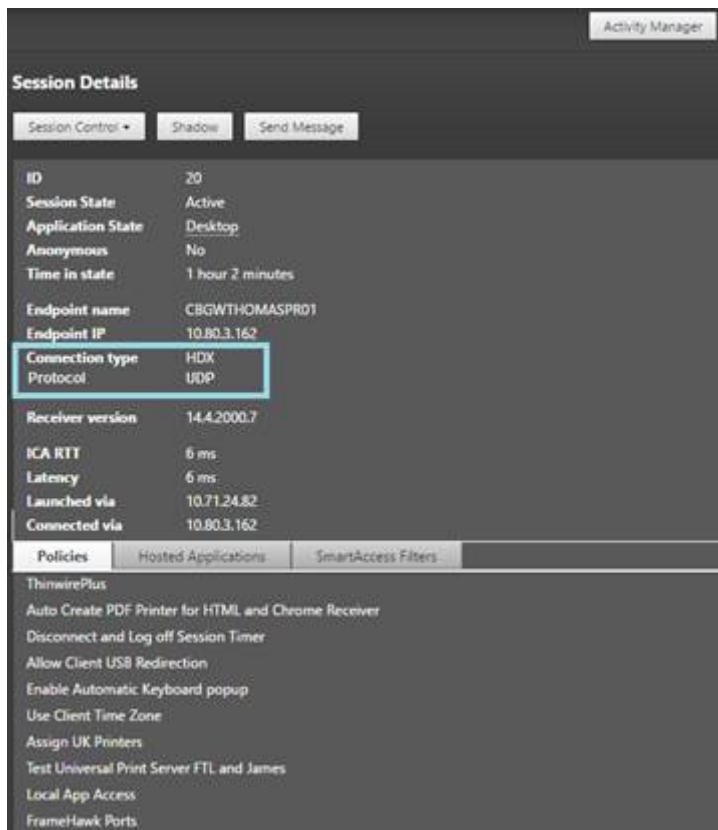 Activity Manager
Session Details
Session Control Shadow Send Message
ID 20
Session State Active
Application State Desktop
Anonymous No
Time in state 1 hour 2 minutes
Endpoint name CBGWTHOMASPR01
Endpoint IP 10.80.3.162
Connection type HDX
Protocol UDP
Receiver version 14.4.2000.7
ICA RTT 6 ms
Latency 6 ms
Launched via 10.71.24.82
Connected via 10.80.3.162
Policies Hosted Applications SmartAccess Filters
ThinwirePlus
Auto Create PDF Printer for HTML and Chrome Receiver
Disconnect and Log off Session Timer
Allow Client USB Redirection
Enable Automatic Keyboard popup
Use Client Time Zone
Assign UK Printers
Test Universal Print Server FTL and James
Local App Access
FrameHawk Ports